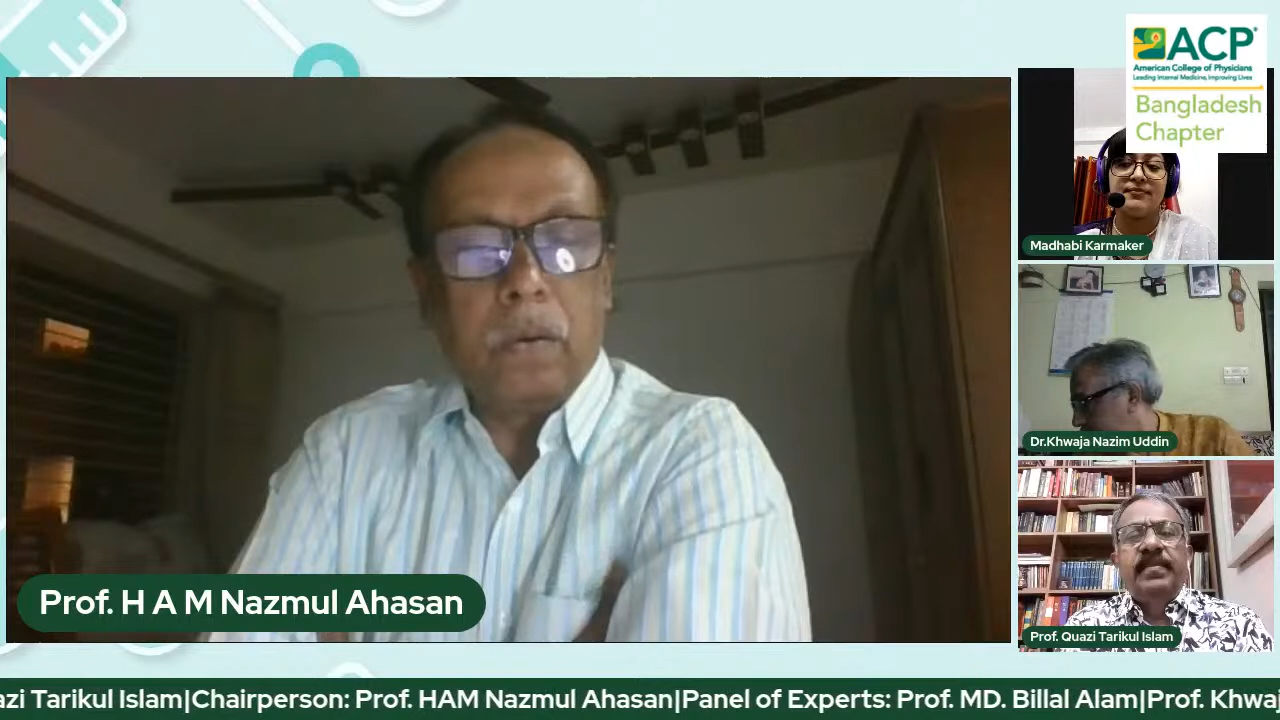 ACP
American College of Physicians
Leading Internal Medicine, Improving Lives
Bangladesh
Chapter
Madhabi Karmaker
Dr.Khwaja Nazim Uddin
Prof. H A M Nazmul Ahasan
Prof. Quazi Tarikul Islam
azi Tarikul Islam|Chairperson: Prof. HAM Nazmul Ahasan|Panel of Experts: Prof. MD. Billal Alam|Prof. Khwaj